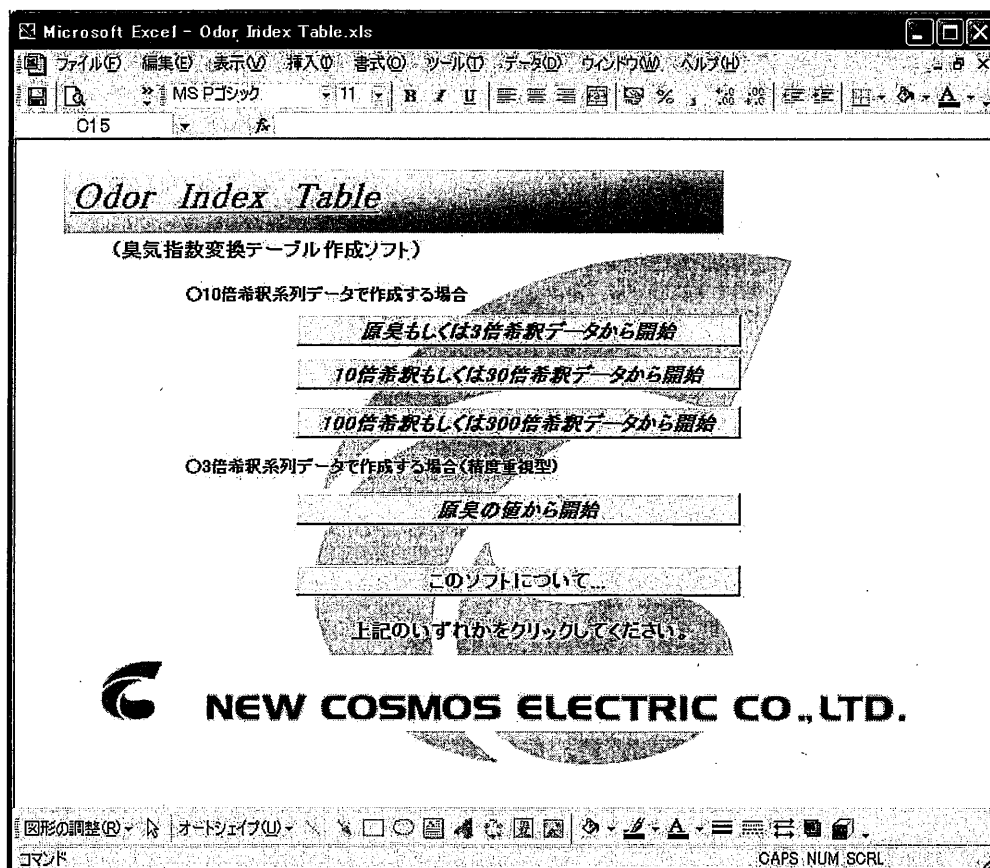 Microsoft Excel - Odor Index Table.xls
ファイル(F) 編集(E) 表示(V) 挿入(I) 書式(O) ツール(T) データ(D) ウィンドウ(W) ヘルプ(H)
MS Pゴシック 11 B I U % ,
O15 fx
Odor Index Table
(臭気指数変換テーブル作成ソフト)
○10倍希釈系列データで作成する場合
原臭もしくは3倍希釈データから開始
10倍希釈もしくは30倍希釈データから開始
100倍希釈もしくは300倍希釈データから開始
○3倍希釈系列データで作成する場合(精度重視型)
原臭の値から開始
このソフトについて...
上記のいずれかをクリックしてください。
NEW COSMOS ELECTRIC CO., LTD.
図形の調整(R) オートシェイプ(U)
コマンド CAPS NUM SCRL